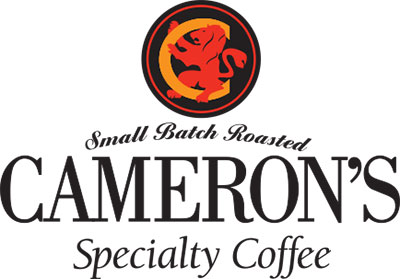 C
Small Batch Roasted
CAMERON'S
Specialty Coffee